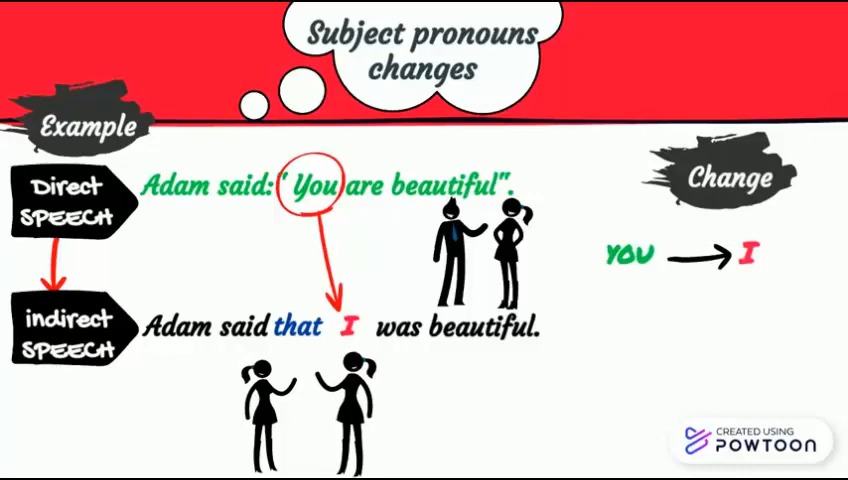 Subject pronouns
changes
Example
Change
Direct
SPEECH
Adam said: " You are beautiful".
YOU I
indirect
SPEECH
Adam said that I was beautiful.
CREATED USING
POWTOON